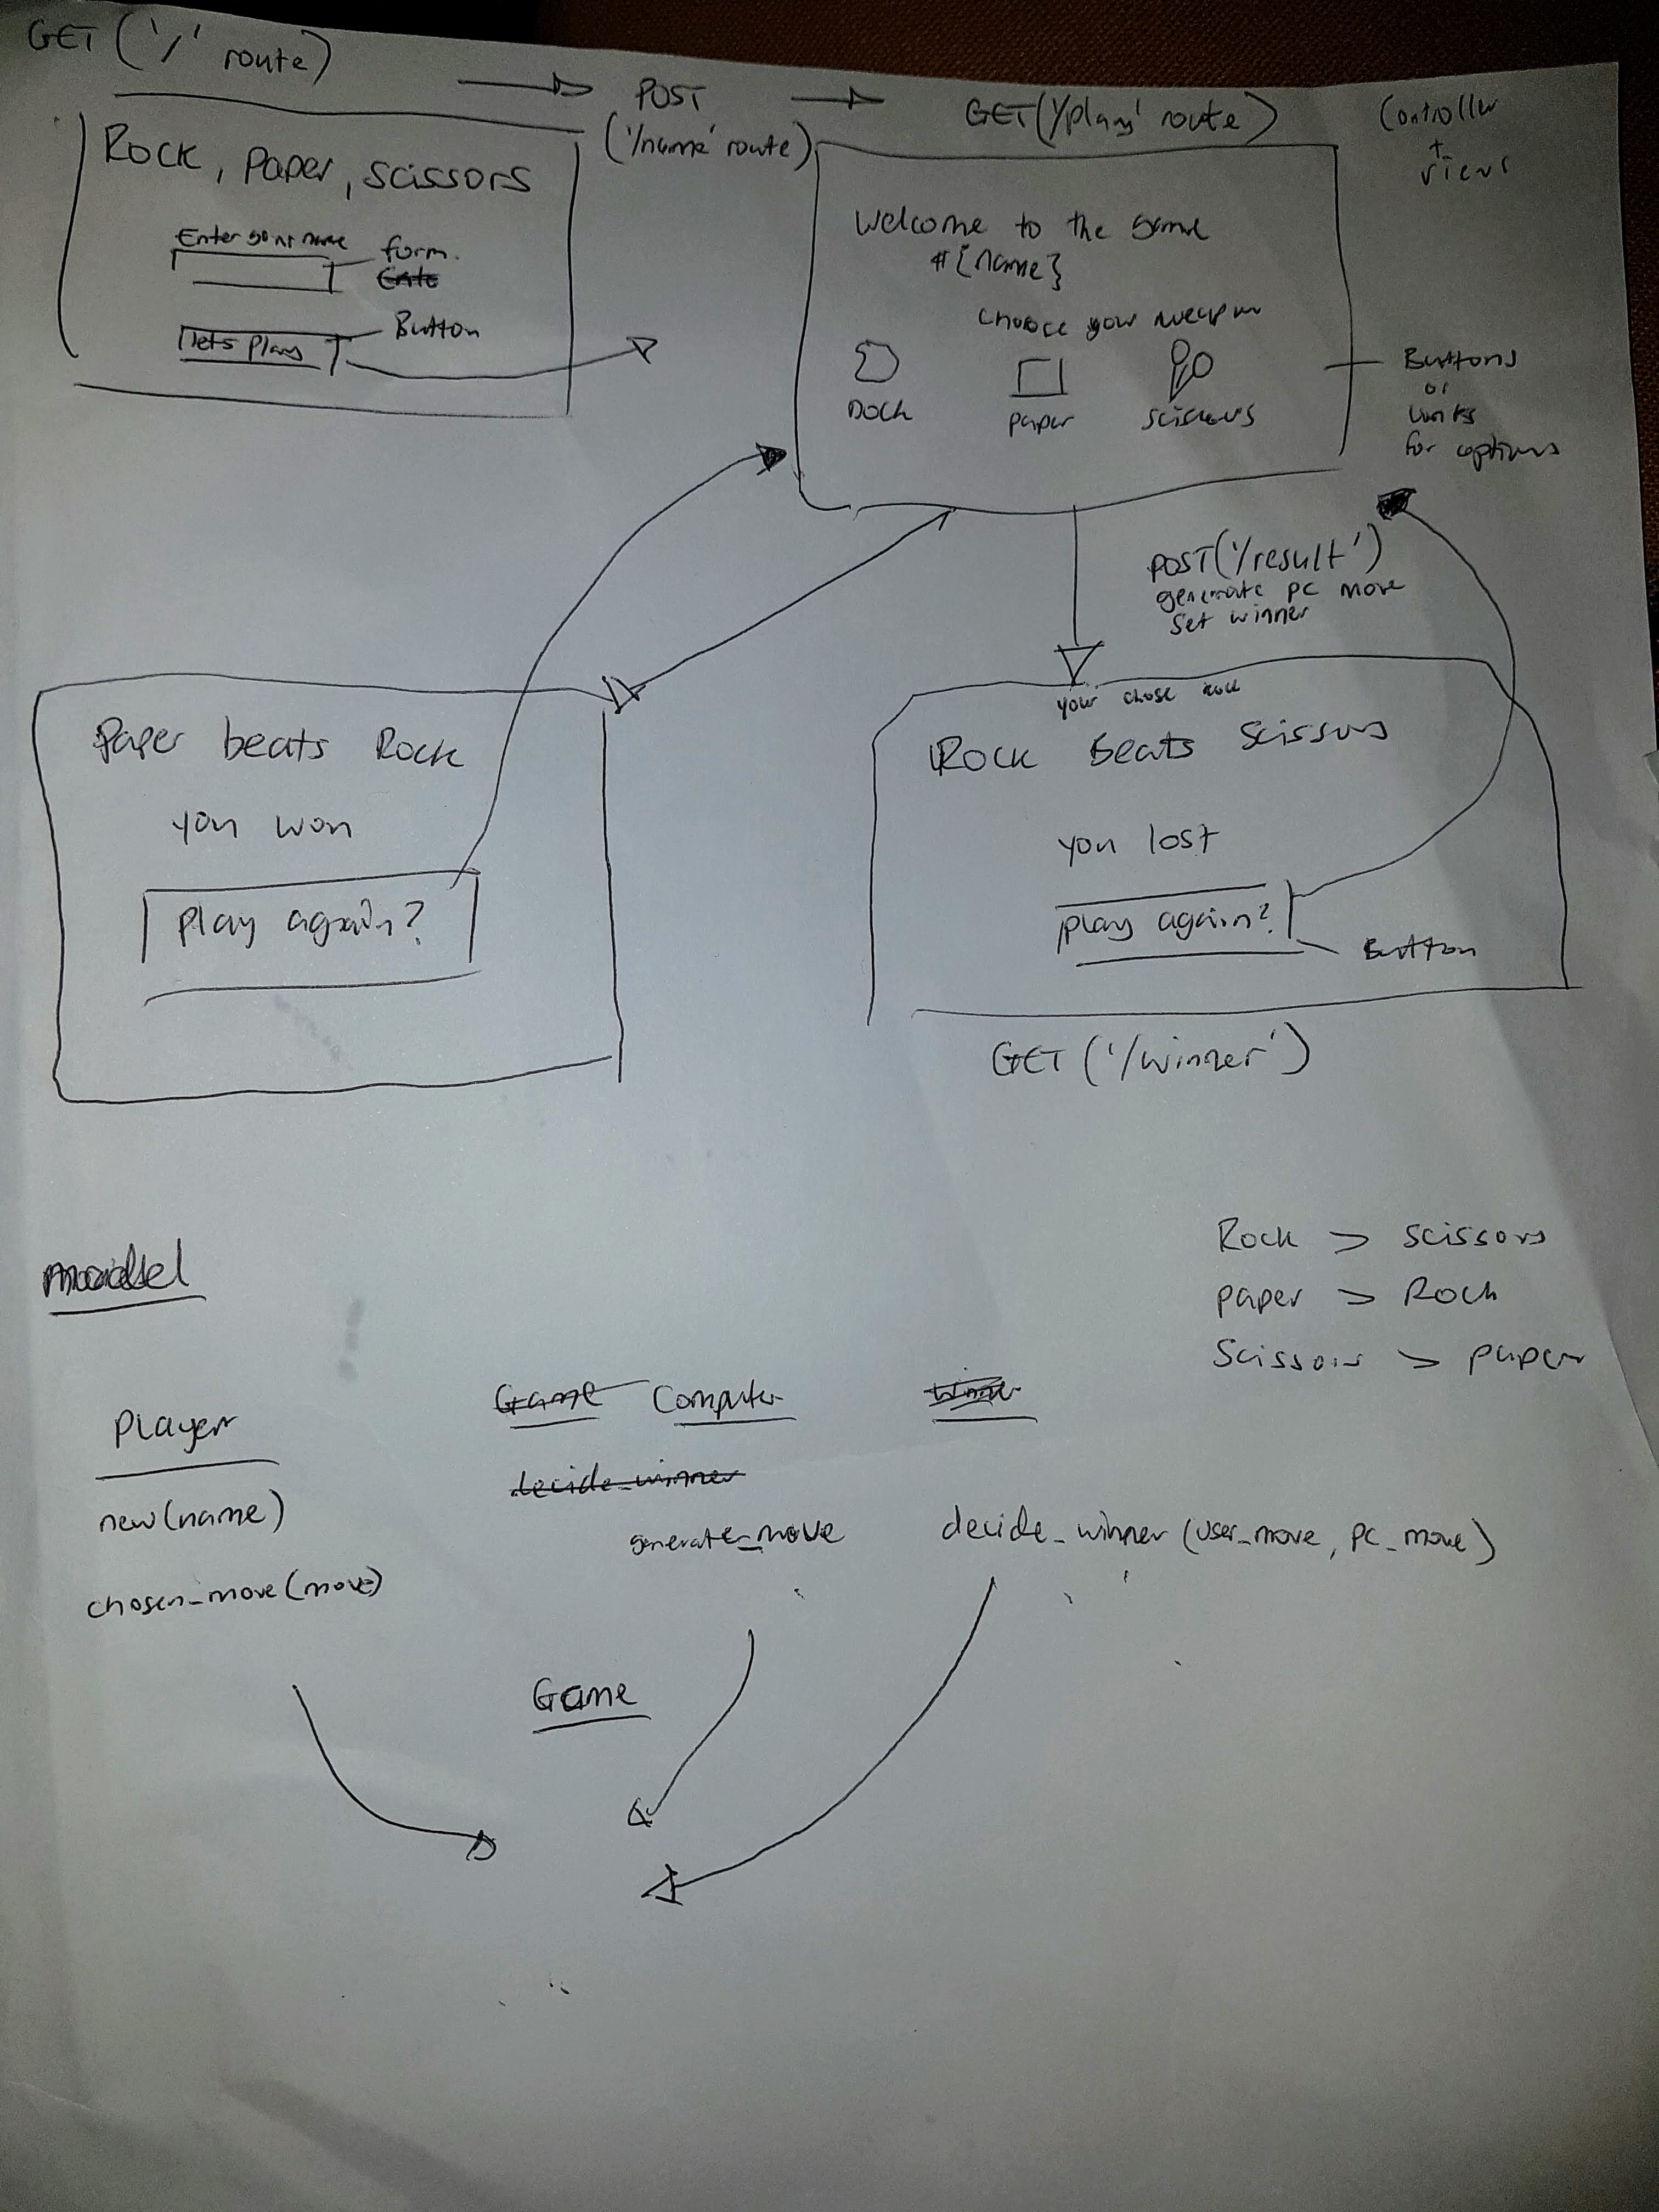 GET ('/' route)
POST
('/name' route)
GET('/play' route)
Controller
+
views
Rock, Paper, scissors
Enter your name
form
Ente
lets play
Button
Welcome to the game
#{name}
choose your weapon
Rock
paper
scissors
Buttons
or
links
for options
POST('/result')
generate pc move
set winner
Paper beats Rock
you won
Play again?
your chose rock
Rock beats scissors
you lost
play again?
Button
GET ('/winner')
model
Rock > scissors
paper > Rock
Scissors > paper
Player
new(name)
chosen_move(move)
Game
Computer
decide_winner
generate_move
Winner
decide_winner (user_move, pc_move)
Game